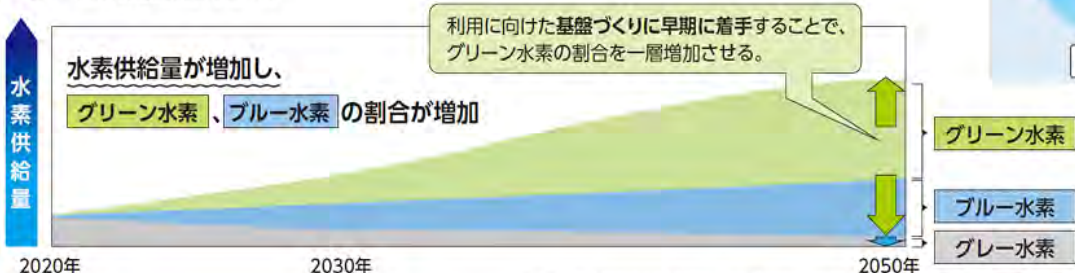 利用に向けた基盤づくりに早期に着手することで、
グリーン水素の割合を一層増加させる。
水素供給量が増加し、
グリーン水素、ブルー水素の割合が増加
水素供給量
グリーン水素
ブルー水素
グレー水素
2020年 2030年 2050年